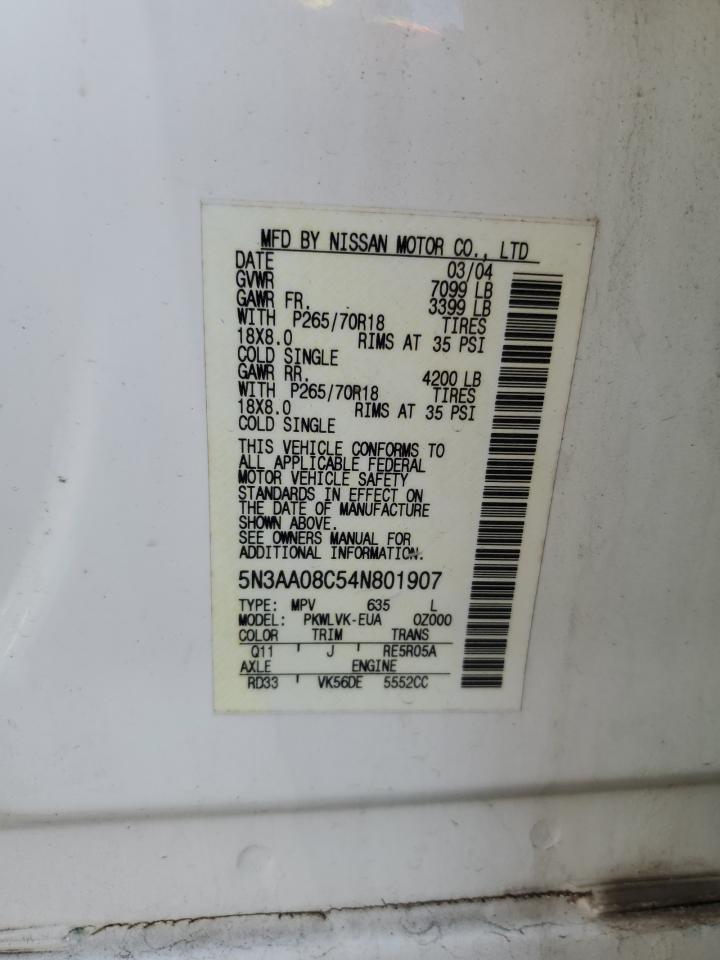 MFD BY NISSAN MOTOR CO., LTD
DATE 03/04
GVWR 7099 LB
GAWR FR. 3399 LB
WITH P265/70R18 TIRES
18X8.0 RIMS AT 35 PSI
COLD SINGLE
GAWR RR. 4200 LB
WITH P265/70R18 TIRES
18X8.0 RIMS AT 35 PSI
COLD SINGLE
THIS VEHICLE CONFORMS TO
ALL APPLICABLE FEDERAL
MOTOR VEHICLE SAFETY
STANDARDS IN EFFECT ON
THE DATE OF MANUFACTURE
SHOWN ABOVE.
SEE OWNERS MANUAL FOR
ADDITIONAL INFORMATION.
5N3AA08C54N801907
TYPE: MPV 635 L
MODEL: PKWLVK-EUA 0Z000
COLOR TRIM TRANS
Q11 ' J ' RE5R05A
AXLE ENGINE
RD33 ' VK56DE 5552CC